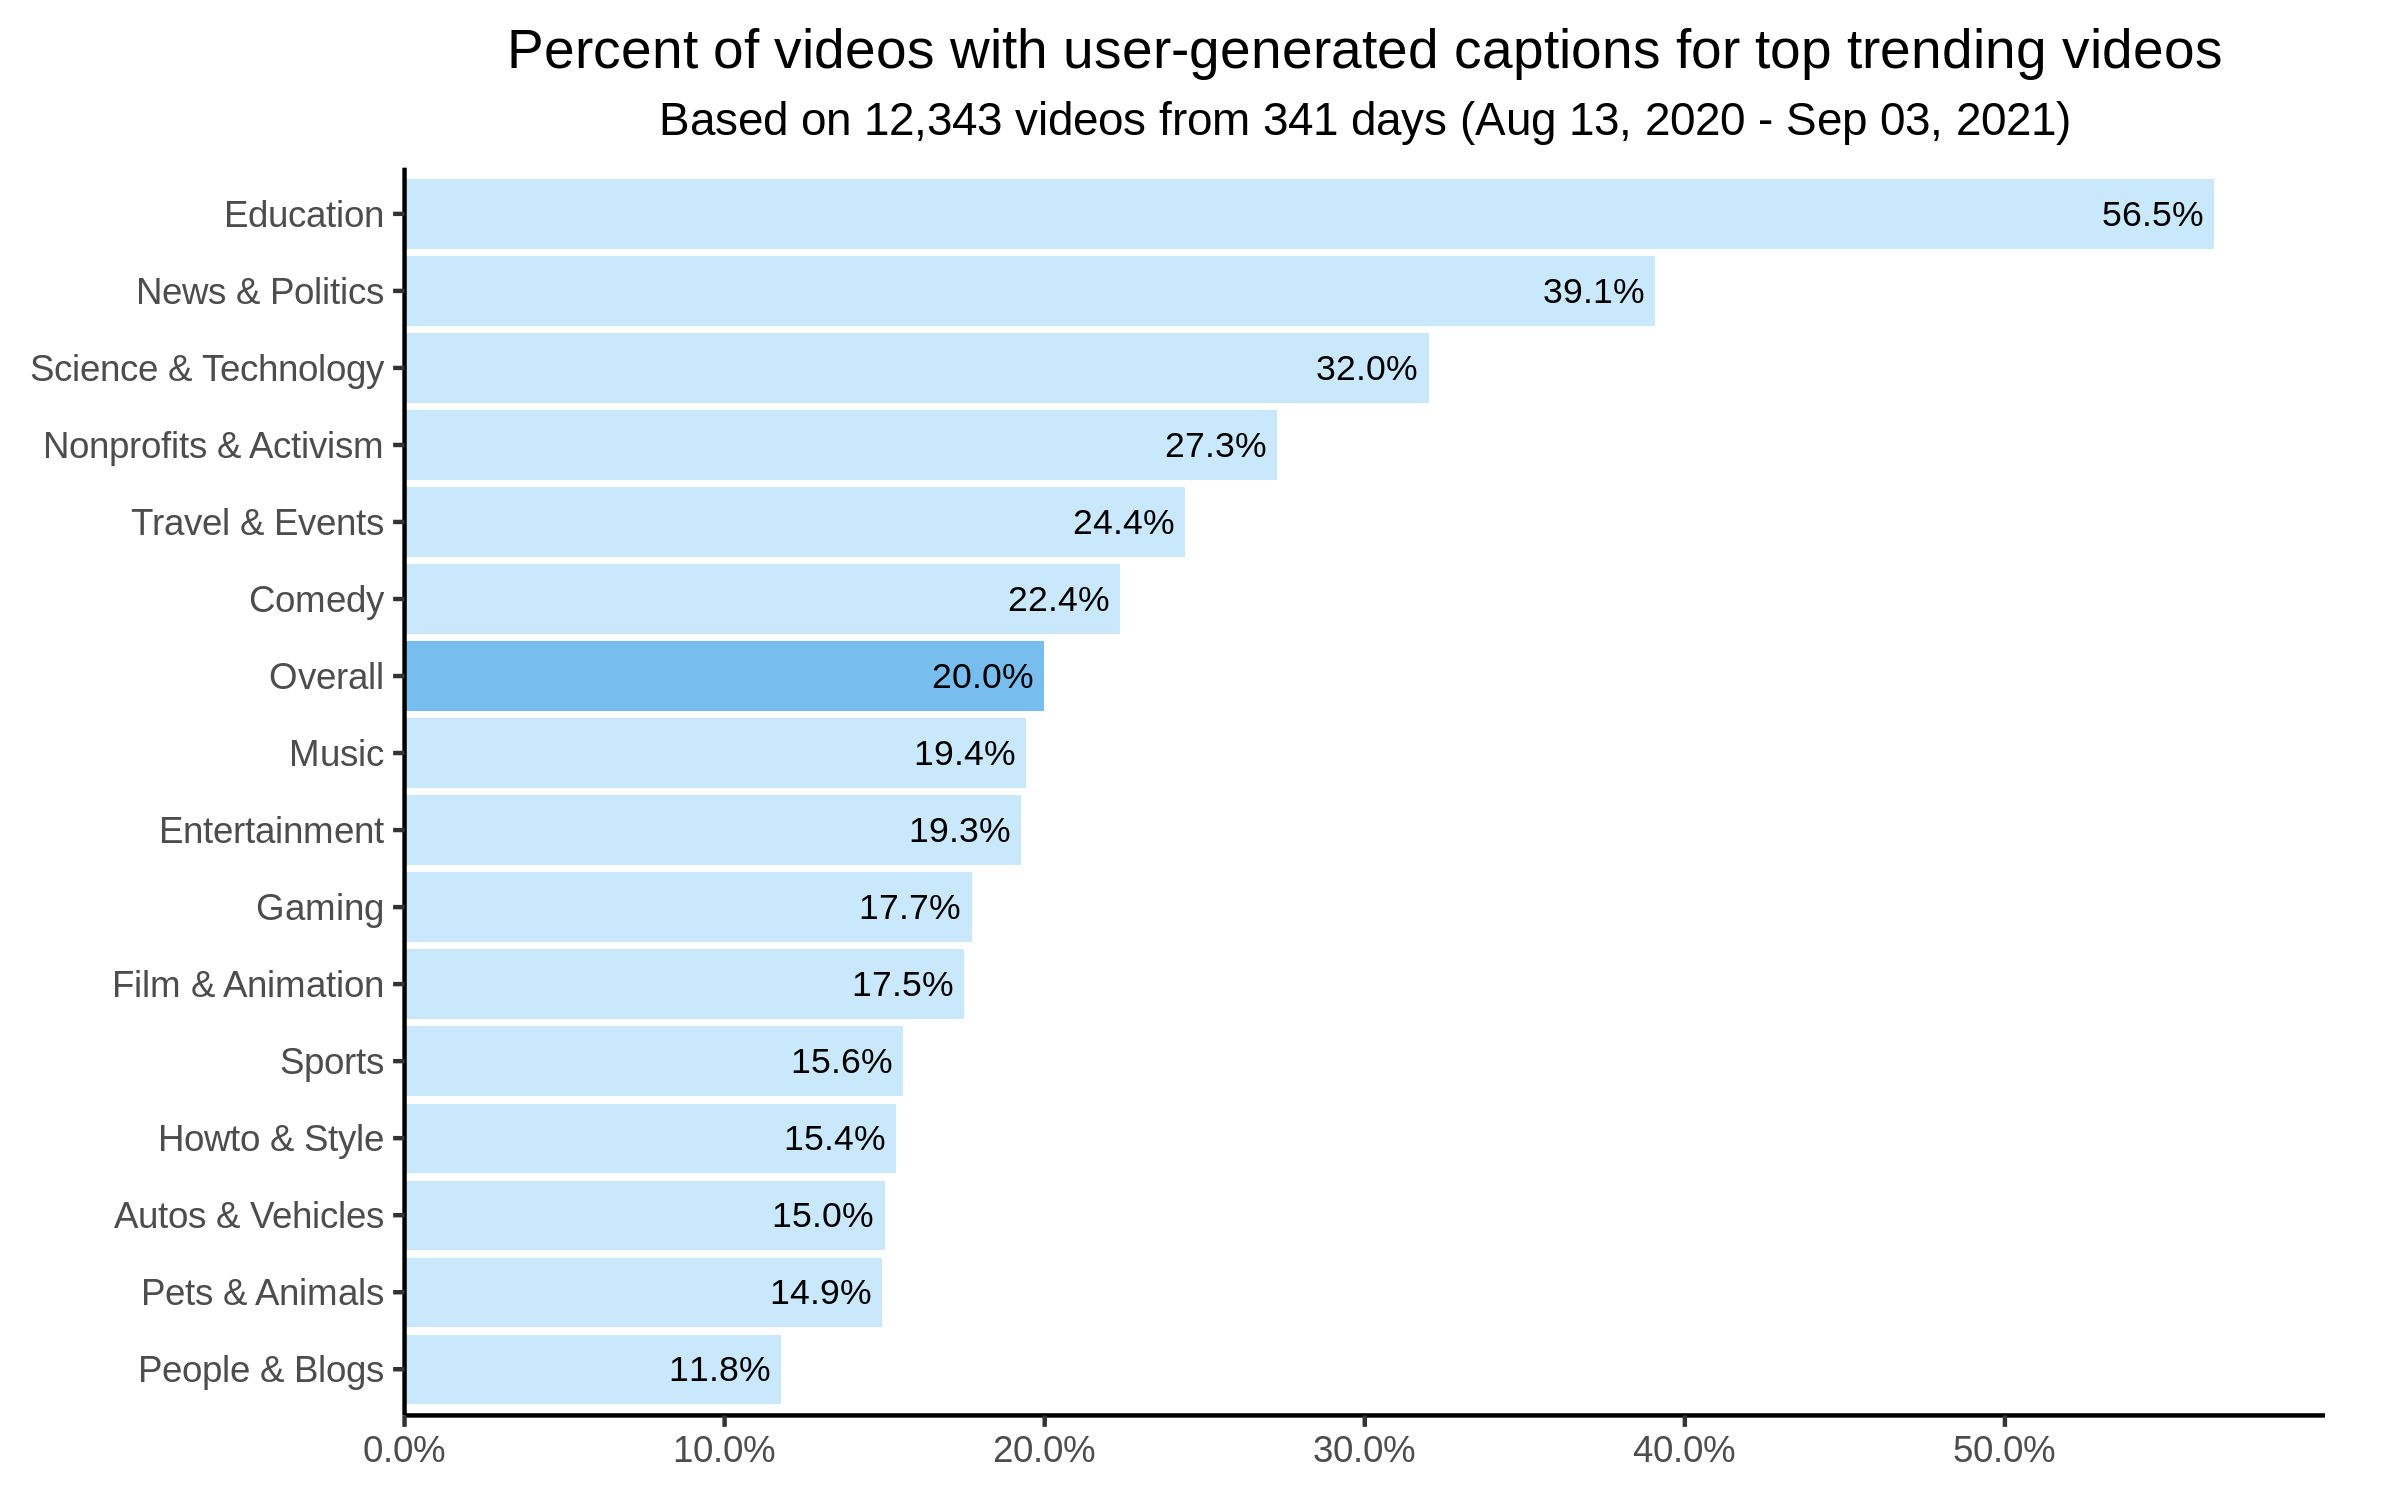 Percent of videos with user-generated captions for top trending videos
Based on 12,343 videos from 341 days (Aug 13, 2020 - Sep 03, 2021)
Education 56.5%
News & Politics 39.1%
Science & Technology 32.0%
Nonprofits & Activism 27.3%
Travel & Events 24.4%
Comedy 22.4%
Overall 20.0%
Music 19.4%
Entertainment 19.3%
Gaming 17.7%
Film & Animation 17.5%
Sports 15.6%
Howto & Style 15.4%
Autos & Vehicles 15.0%
Pets & Animals 14.9%
People & Blogs 11.8%
0.0% 10.0% 20.0% 30.0% 40.0% 50.0%